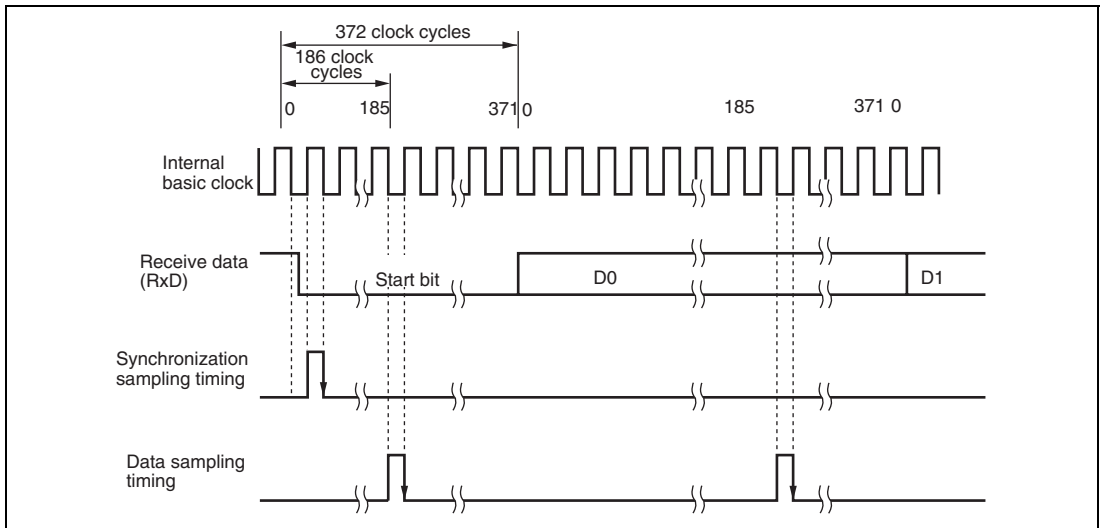 372 clock cycles
186 clock
cycles
0 185 371 0 185 371 0
Internal
basic clock
Receive data
(RxD)
Start bit D0 D1
Synchronization
sampling timing
Data sampling
timing